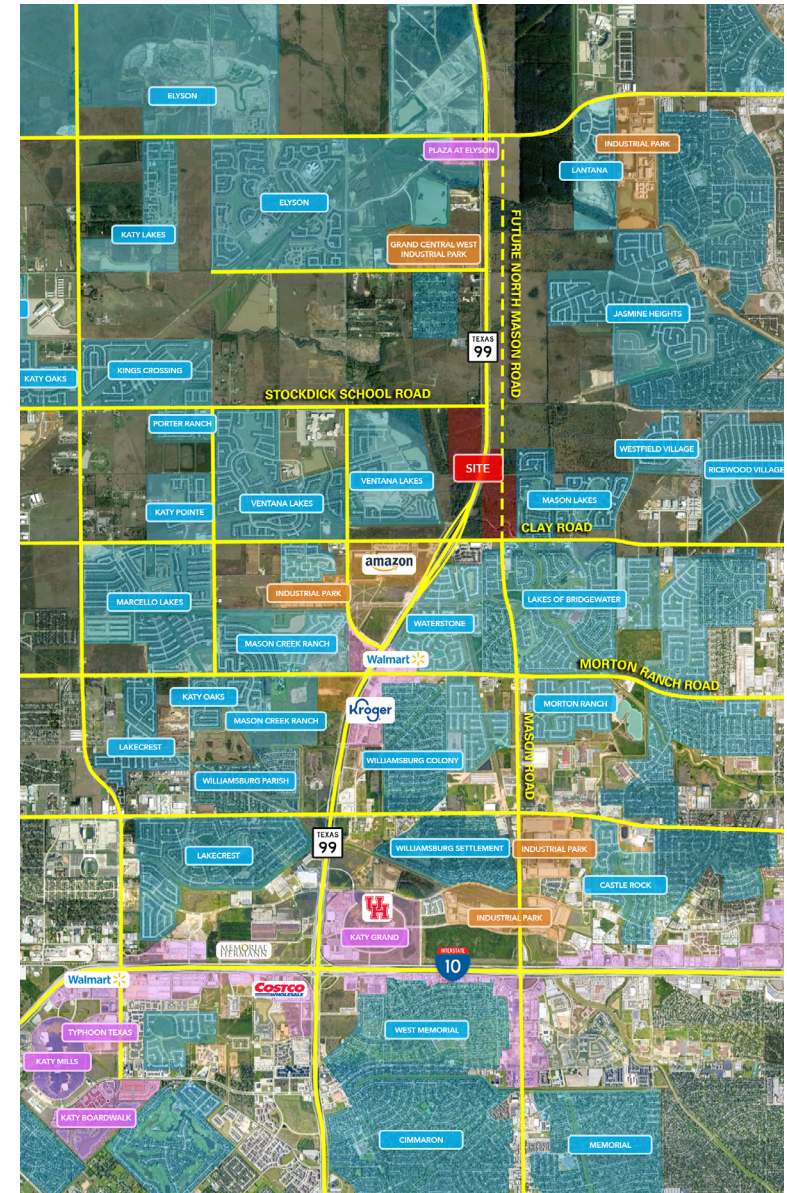 ELYSON
PLAZA AT ELYSON
INDUSTRIAL PARK
LANTANA
ELYSON
KATY LAKES
GRAND CENTRAL WEST
INDUSTRIAL PARK
FUTURE NORTH MASON ROAD
JASMINE HEIGHTS
TEXAS
99
KINGS CROSSING
KATY OAKS
STOCKDICK SCHOOL ROAD
PORTER RANCH
WESTFIELD VILLAGE
SITE
RICEWOOD VILLAGE
VENTANA LAKES
VENTANA LAKES
MASON LAKES
KATY POINTE
CLAY ROAD
amazon
INDUSTRIAL PARK
MARCELLO LAKES
LAKES OF BRIDGEWATER
WATERSTONE
MASON CREEK RANCH
Walmart
MORTON RANCH ROAD
KATY OAKS
MORTON RANCH
Kroger
MASON CREEK RANCH
MASON ROAD
LAKECREST
WILLIAMSBURG COLONY
WILLIAMSBURG PARISH
TEXAS
99
WILLIAMSBURG SETTLEMENT
INDUSTRIAL PARK
LAKECREST
CASTLE ROCK
UH
INDUSTRIAL PARK
KATY GRAND
MEMORIAL
HERMANN
INTERSTATE
10
Walmart
COSTCO
WHOLESALE
TYPHOON TEXAS
WEST MEMORIAL
KATY MILLS
KATY BOARDWALK
CIMMARON
MEMORIAL